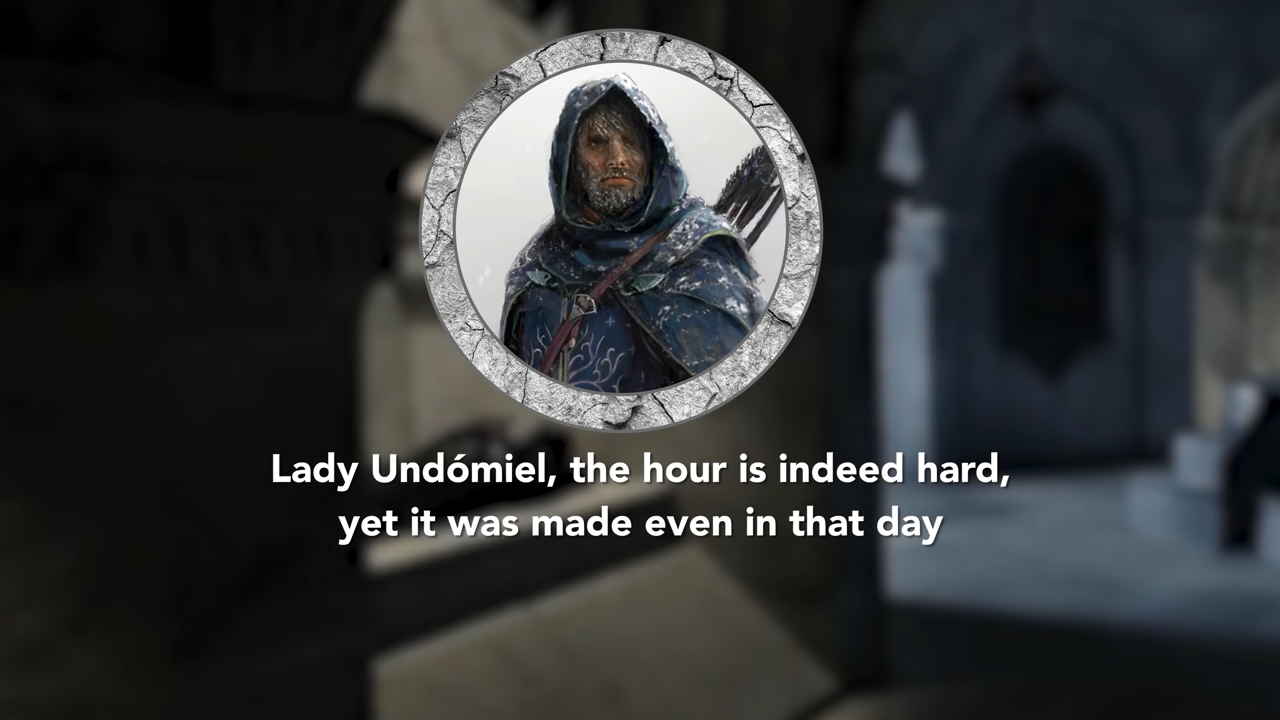 Lady Undómiel, the hour is indeed hard,
yet it was made even in that day